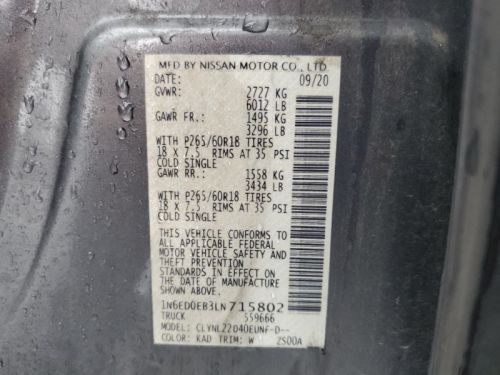 MFD BY NISSAN MOTOR CO., LTD.
DATE: 09/20
GVWR: 2727 KG
6012 LB
GAWR FR.: 1495 KG
3296 LB
WITH P265/60R18 TIRES
18 X 7.5 RIMS AT 35 PSI
COLD SINGLE
GAWR RR.: 1558 KG
3434 LB
WITH P265/60R18 TIRES
18 X 7.5 RIMS AT 35 PSI
COLD SINGLE
THIS VEHICLE CONFORMS TO
ALL APPLICABLE FEDERAL
MOTOR VEHICLE SAFETY AND
AND THEFT PREVENTION
STANDARDS IN EFFECT ON
THE DATE OF MANUFACTURE
SHOWN ABOVE.
1N6ED0EB3LN715802
TRUCK 559666
MODEL: CLYNLZ2D40EUNF-D--
COLOR: KAD TRIM: W ZS00A